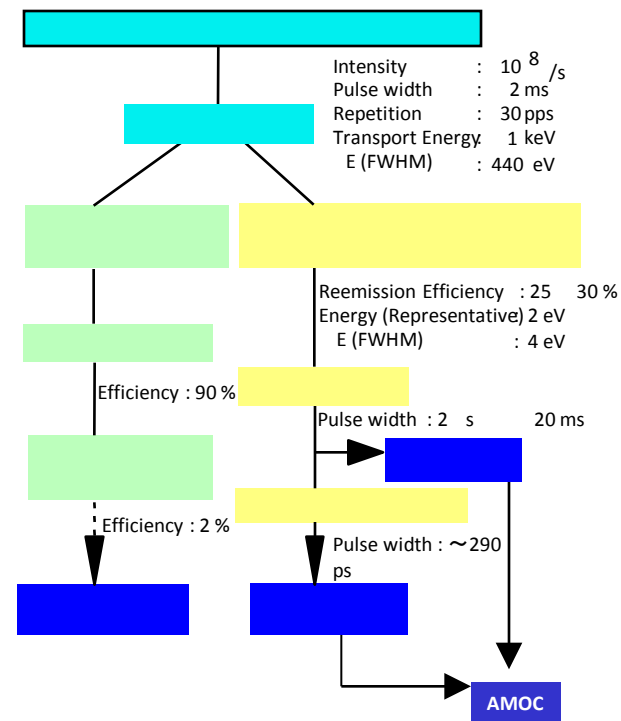 Intensity : 10 8 /s
Pulse width : 2 ms
Repetition : 30 pps
Transport Energy: 1 keV
E (FWHM) : 440 eV
Reemission Efficiency : 25 30 %
Energy (Representative) 2 eV
E (FWHM) : 4 eV
Efficiency : 90 %
Pulse width : 2 s 20 ms
Efficiency : 2 %
Pulse width : ～290
ps
AMOC